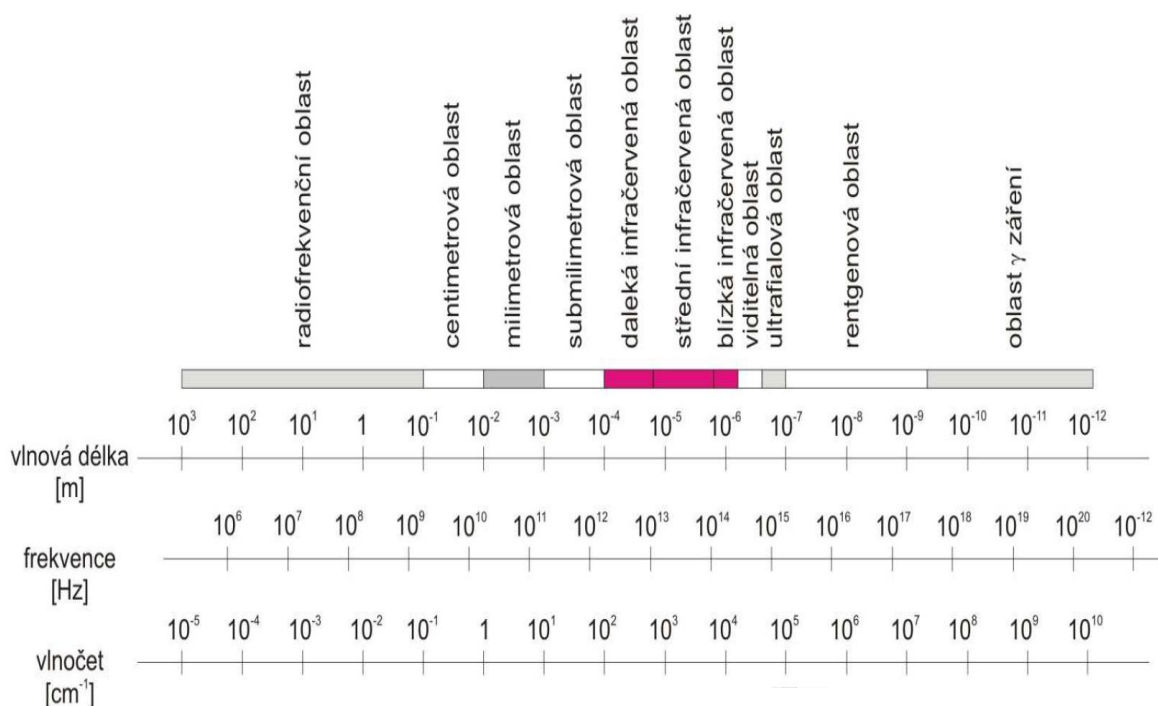 radiofrekvenční oblast
centimetrová oblast
milimetrová oblast
submilimetrová oblast
daleká infračervená oblast
střední infračervená oblast
blízká infračervená oblast
viditelná oblast
ultrafialová oblast
rentgenová oblast
oblast γ záření
10³ 10² 10¹ 1 10⁻¹ 10⁻² 10⁻³ 10⁻⁴ 10⁻⁵ 10⁻⁶ 10⁻⁷ 10⁻⁸ 10⁻⁹ 10⁻¹⁰ 10⁻¹¹ 10⁻¹²
vlnová délka
[m]
10⁶ 10⁷ 10⁸ 10⁹ 10¹⁰ 10¹¹ 10¹² 10¹³ 10¹⁴ 10¹⁵ 10¹⁶ 10¹⁷ 10¹⁸ 10¹⁹ 10²⁰ 10⁻¹²
frekvence
[Hz]
10⁻⁵ 10⁻⁴ 10⁻³ 10⁻² 10⁻¹ 1 10¹ 10² 10³ 10⁴ 10⁵ 10⁶ 10⁷ 10⁸ 10⁹ 10¹⁰
vlnočet
[cm⁻¹]